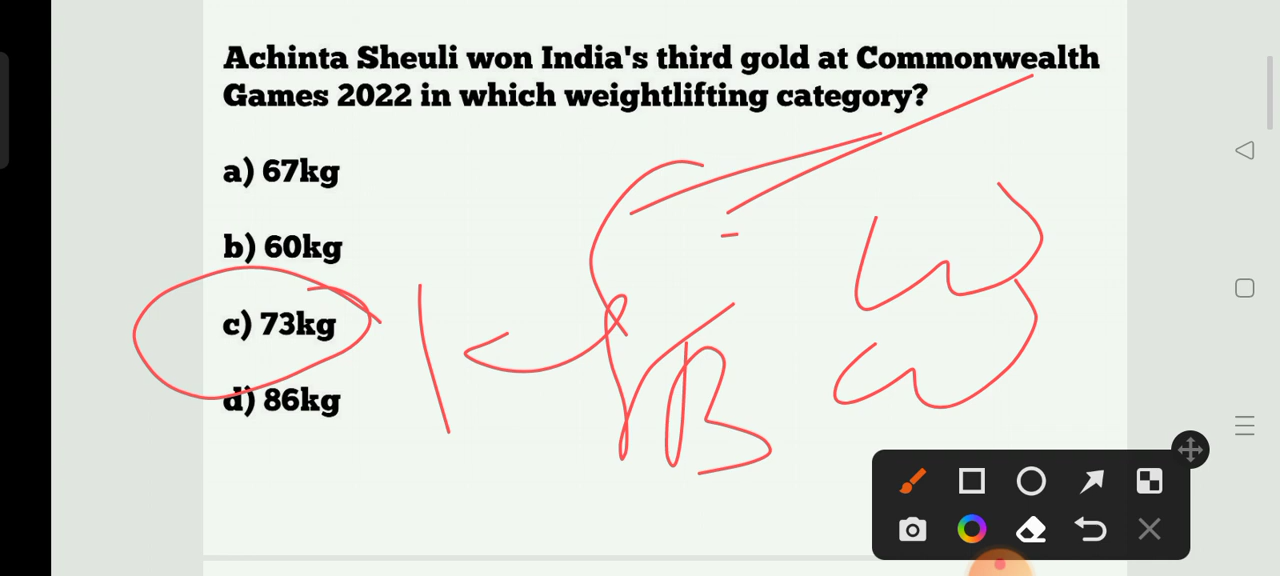 Achinta Sheuli won India's third gold at Commonwealth
Games 2022 in which weightlifting category?
a) 67kg
b) 60kg
c) 73kg
d) 86kg